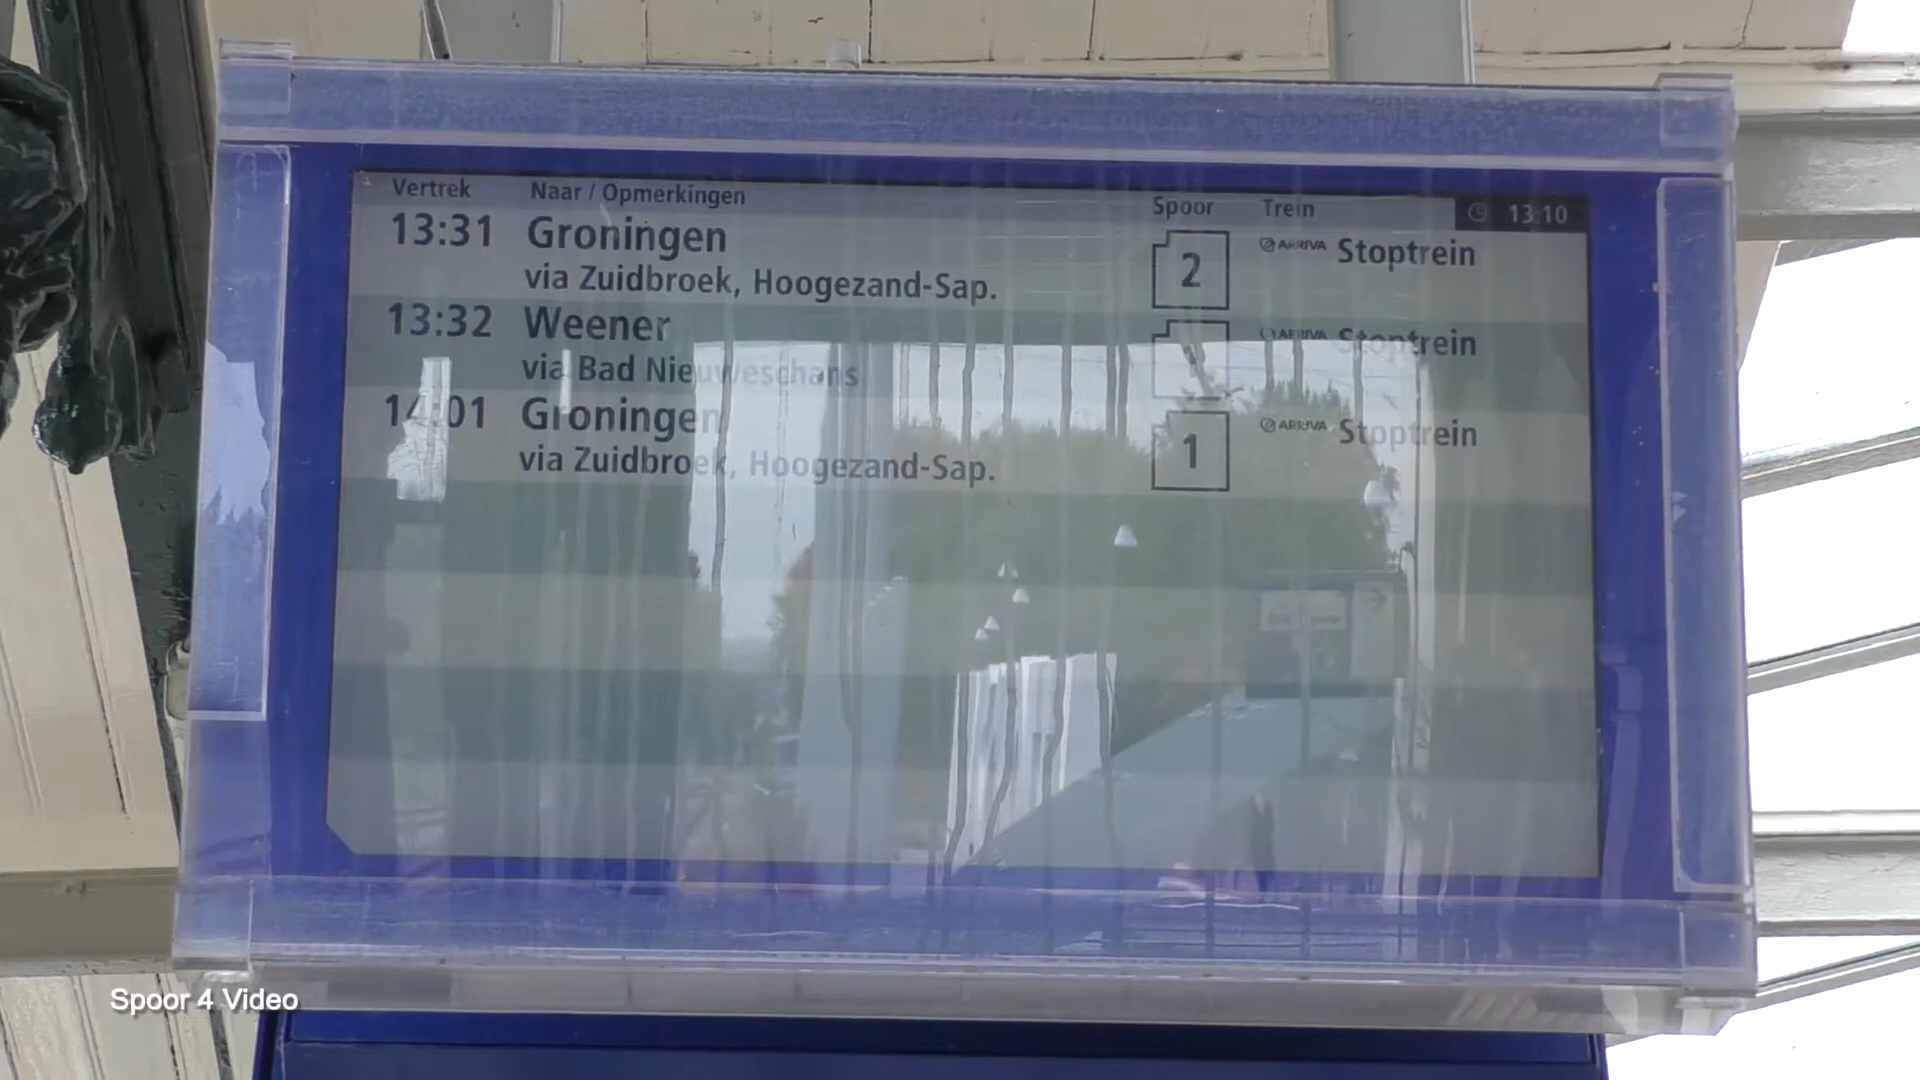 Vertrek Naar / Opmerkingen Spoor Trein 13:10
13:31 Groningen 2 ARRIVA Stoptrein
via Zuidbroek, Hoogezand-Sap.
13:32 Weener ARRIVA Stoptrein
via Bad Nieuweschans
14:01 Groningen 1 ARRIVA Stoptrein
via Zuidbroek, Hoogezand-Sap.
Spoor 4 Video